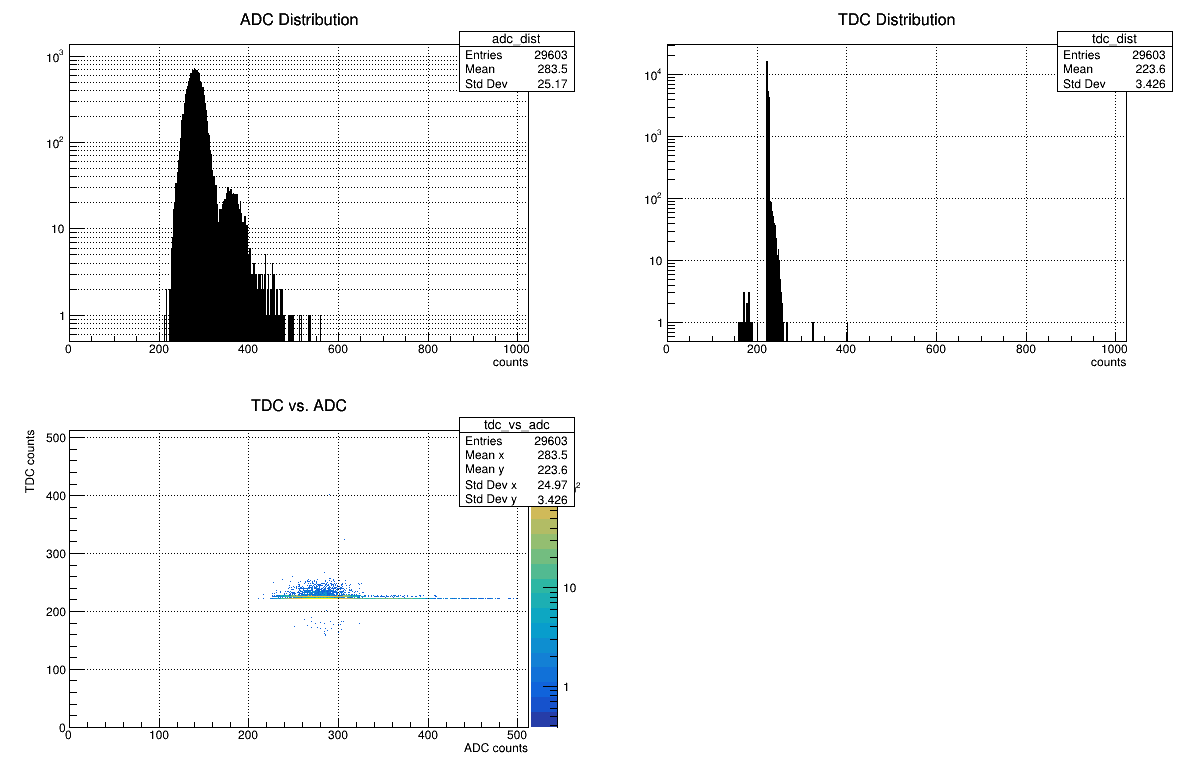 ADC Distribution
adc_dist
Entries 29603
Mean 283.5
Std Dev 25.17
10³
10²
10
1
0 200 400 600 800 1000
counts
TDC Distribution
tdc_dist
Entries 29603
Mean 223.6
Std Dev 3.426
10⁴
10³
10²
10
1
0 200 400 600 800 1000
counts
TDC vs. ADC
tdc_vs_adc
Entries 29603
Mean x 283.5
Mean y 223.6
Std Dev x 24.97
Std Dev y 3.426
TDC counts
500
400
300
200
100
0
0 100 200 300 400 500
ADC counts
2
10
1